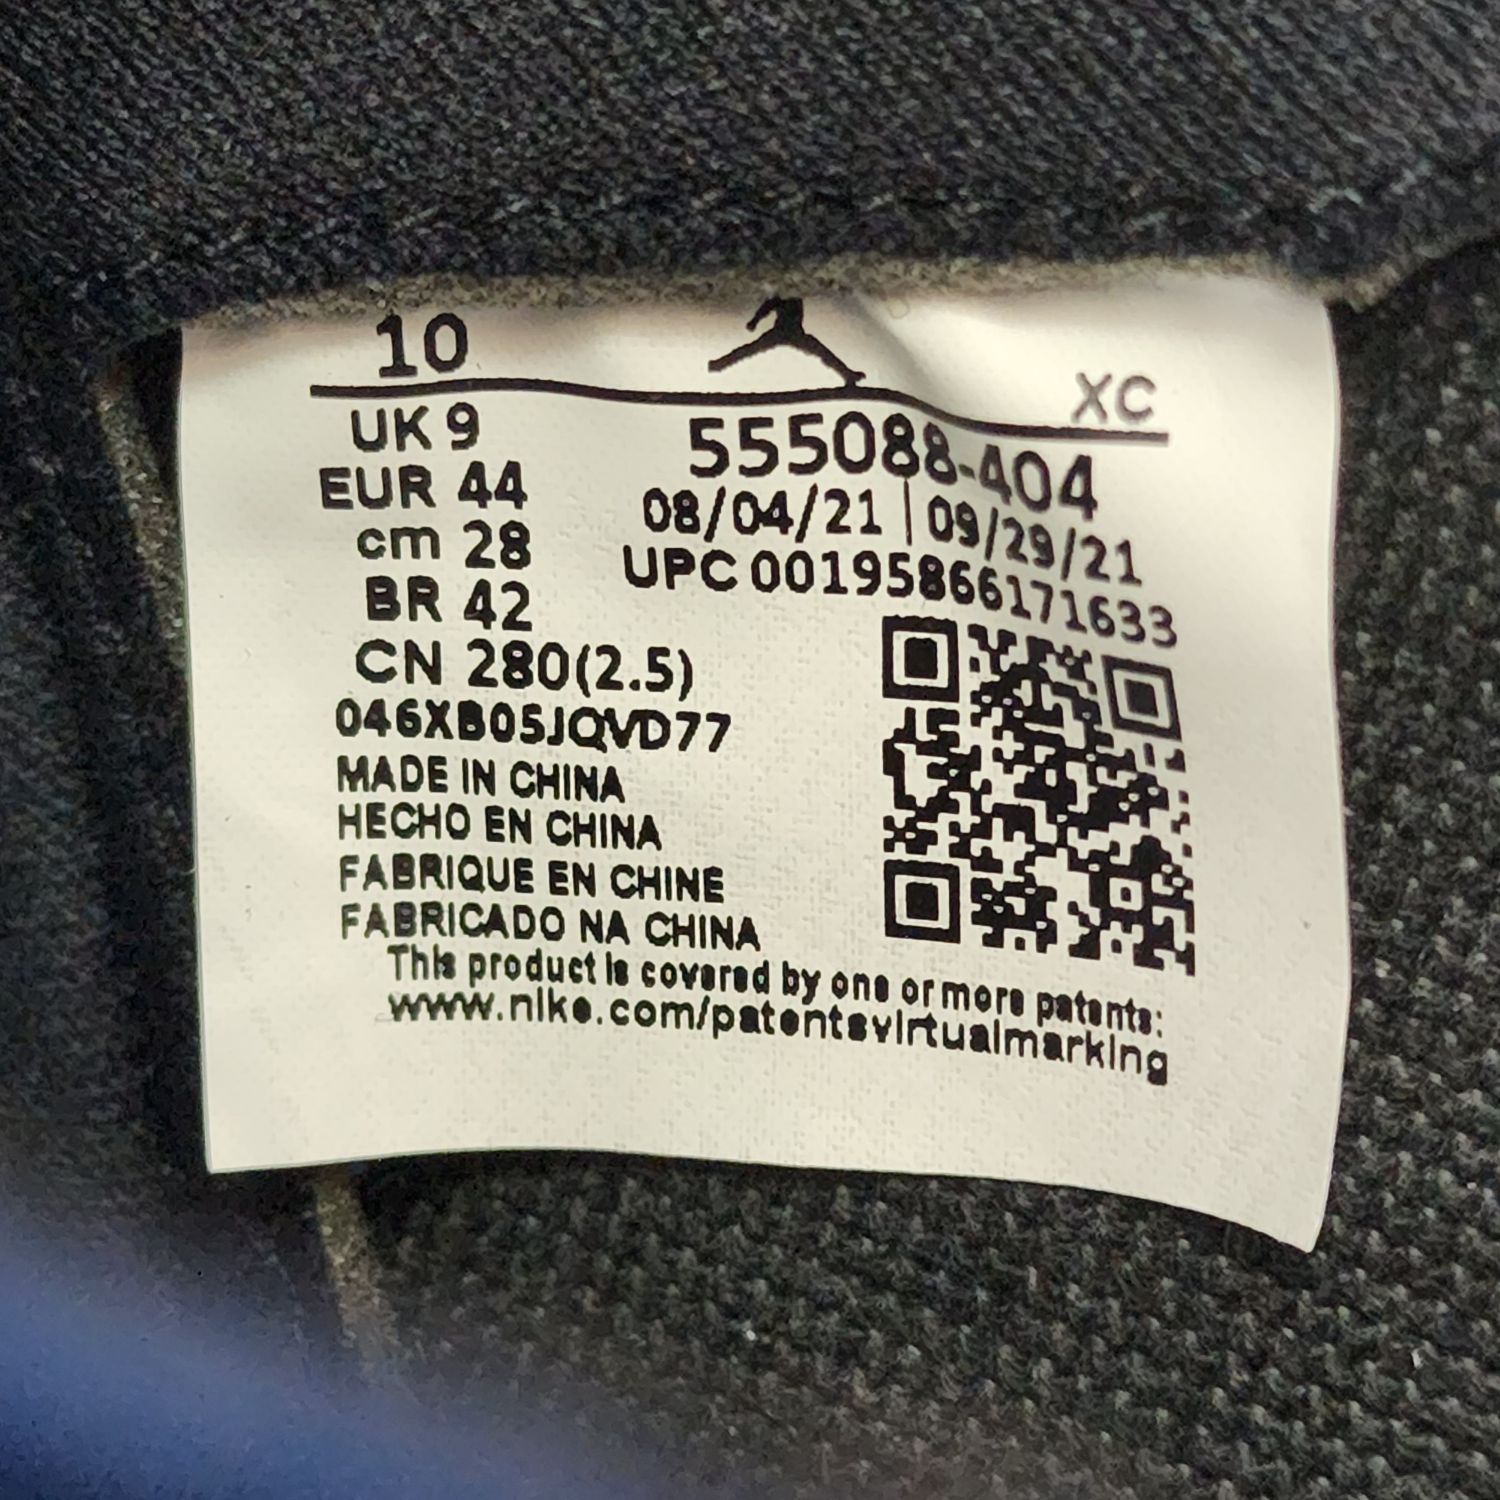 10
XC
UK 9
EUR 44
cm 28
BR 42
CN 280(2.5)
046XB05JQVD77
555088-404
08/04/21 | 09/29/21
UPC 00195866171633
MADE IN CHINA
HECHO EN CHINA
FABRIQUE EN CHINE
FABRICADO NA CHINA
This product is covered by one or more patents:
www.nike.com/patentsvirtualmarking